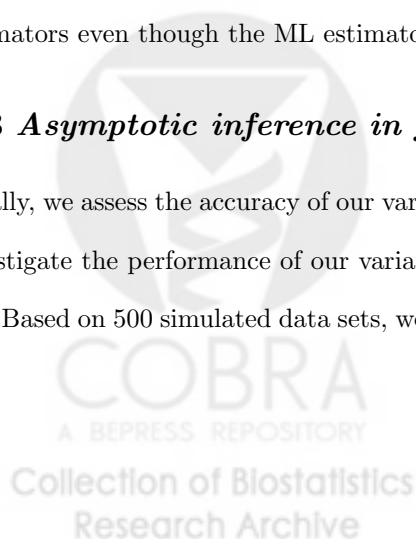 mators even though the ML estimato
3 Asymptotic inference in
ally, we assess the accuracy of our var
stigate the performance of our varia
Based on 500 simulated data sets, we
COBRA
A BEPRESS REPOSITORY
Collection of Biostatistics
Research Archive